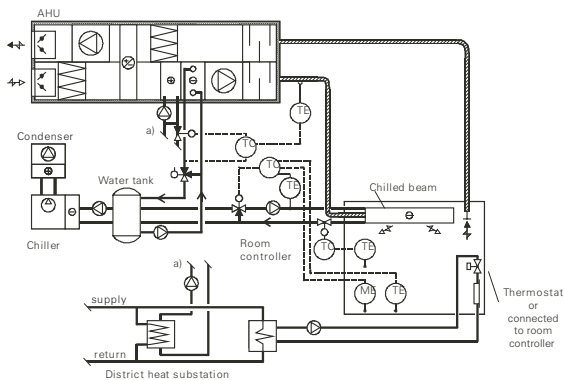 AHU
TE
a)
TC
Condenser
TC
Water tank
TE
Chilled beam
Chiller
Room
controller
TC
TE
a)
ME
TE
supply
Thermostat
or
connected
to room
controller
return
District heat substation